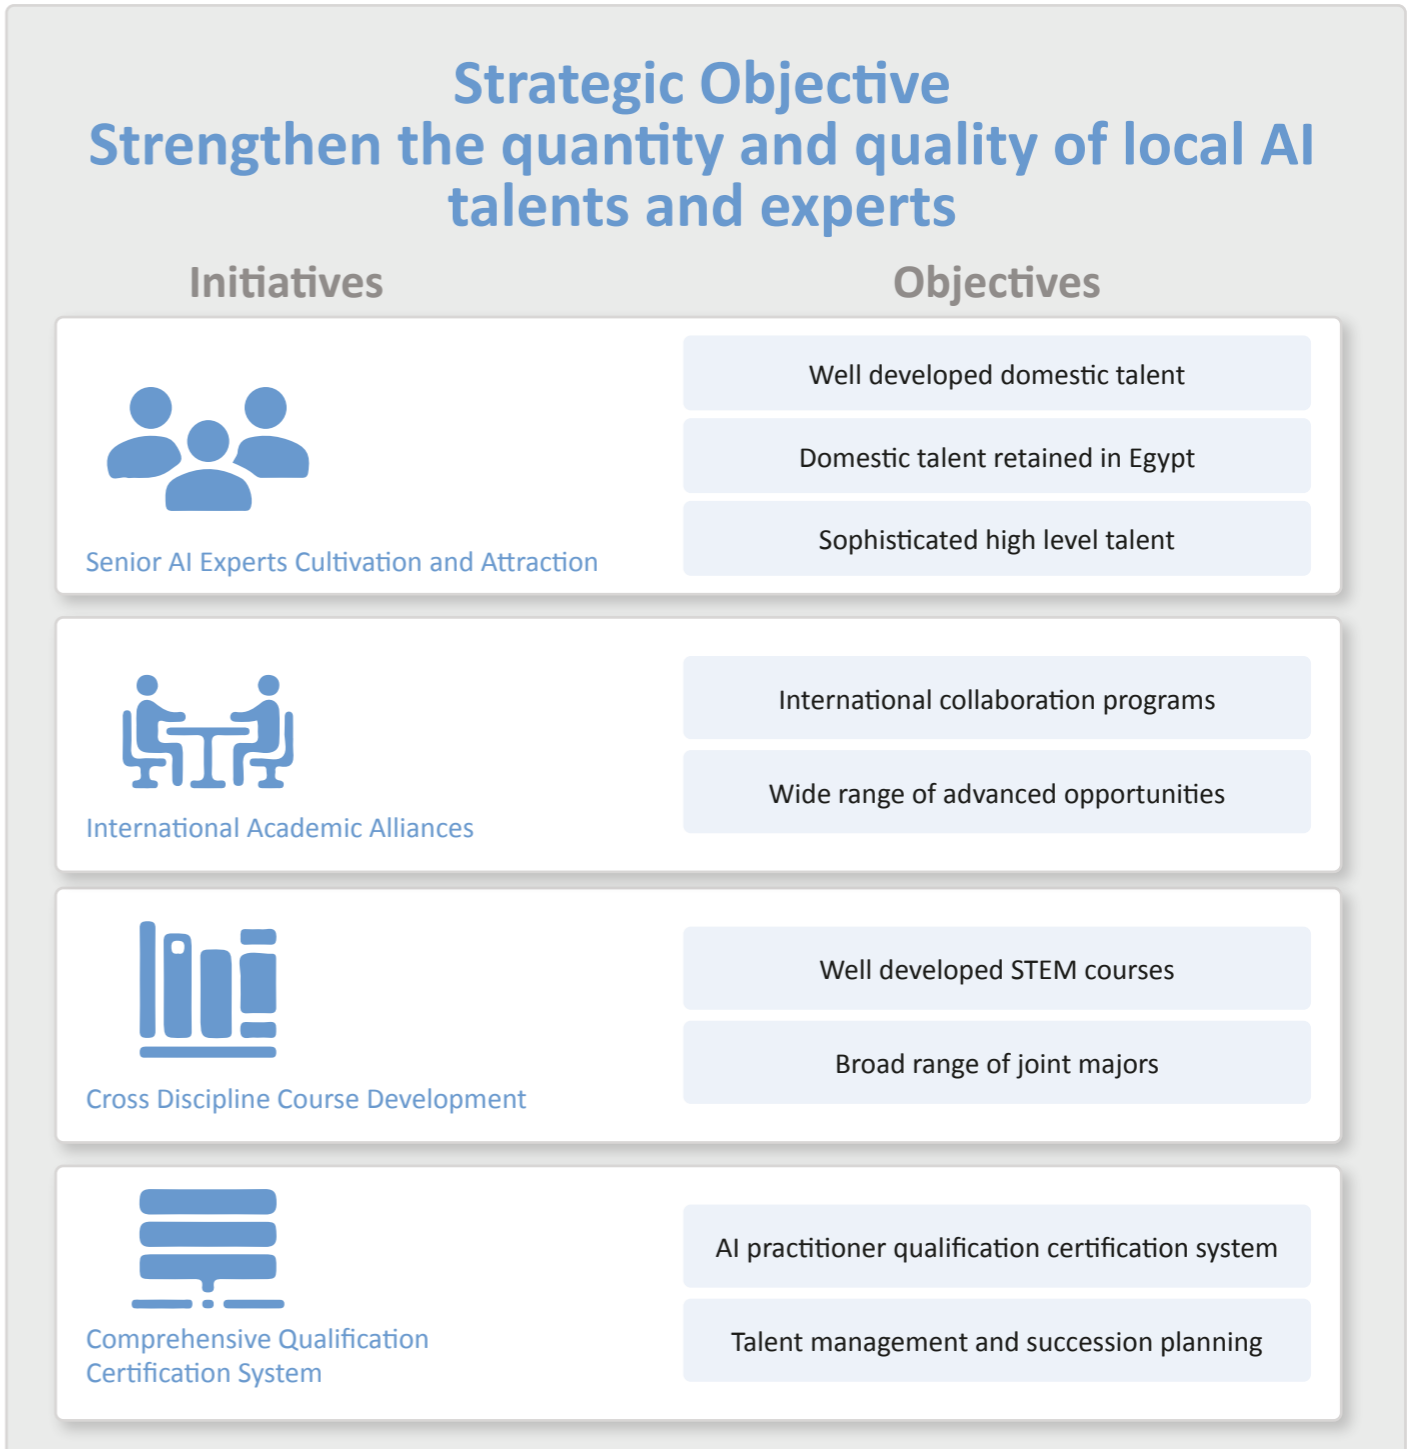 Strategic Objective
Strengthen the quantity and quality of local AI
talents and experts
Initiatives
Objectives
Senior AI Experts Cultivation and Attraction
Well developed domestic talent
Domestic talent retained in Egypt
Sophisticated high level talent
International Academic Alliances
International collaboration programs
Wide range of advanced opportunities
Cross Discipline Course Development
Well developed STEM courses
Broad range of joint majors
Comprehensive Qualification
Certification System
AI practitioner qualification certification system
Talent management and succession planning